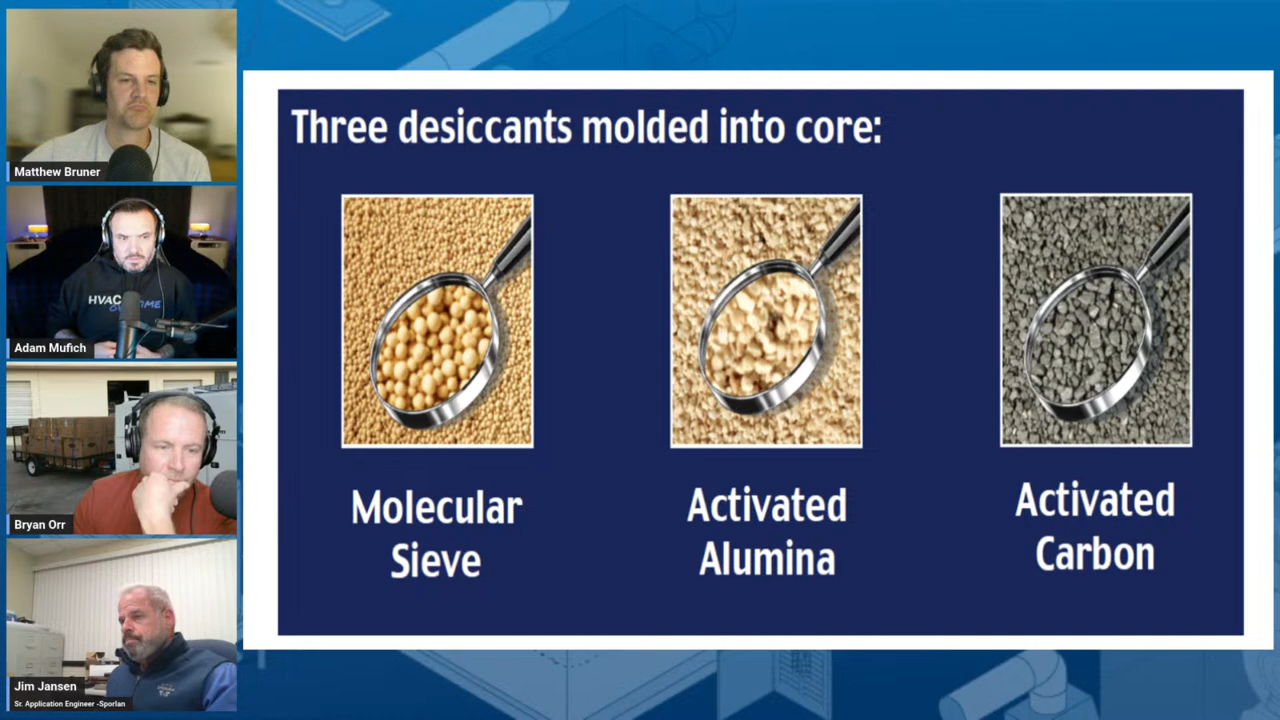 Three desiccants molded into core:
Molecular
Sieve
Activated
Alumina
Activated
Carbon
Matthew Bruner
HVAC
Adam Mufich
Bryan Orr
Jim Jansen
Sr. Application Engineer -Sporlan